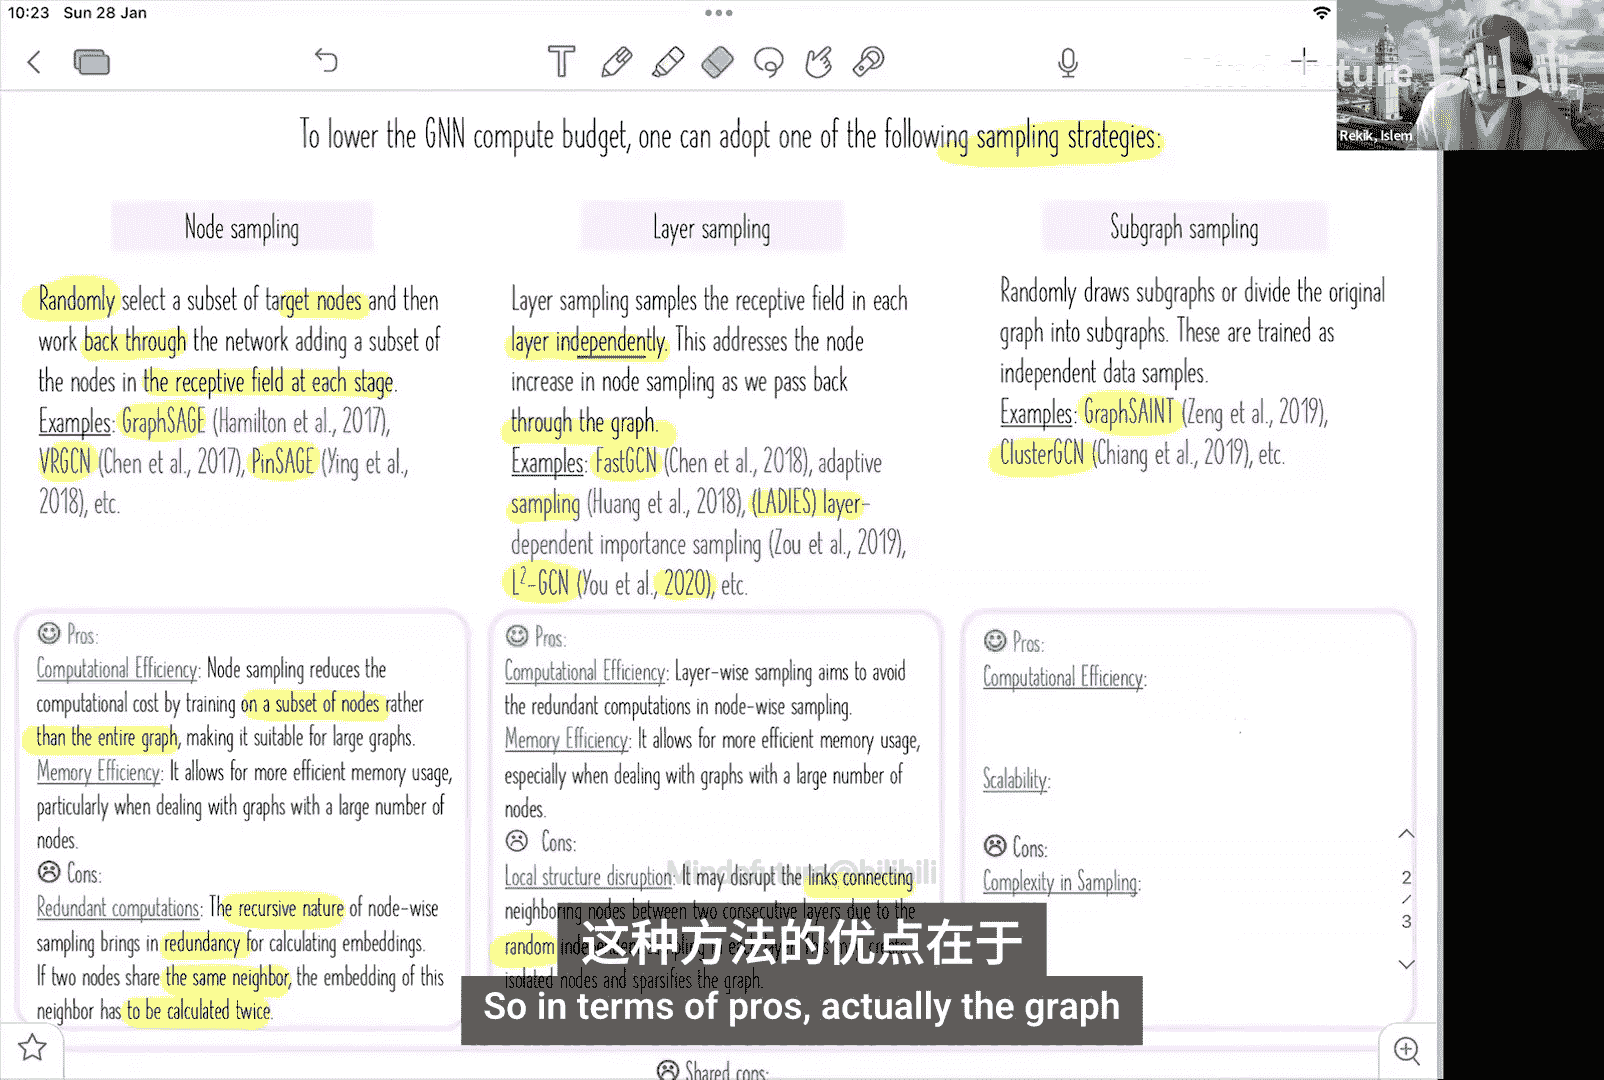 10:23 Sun 28 Jan
Rekik, Islem
bilibili
To lower the GNN compute budget, one can adopt one of the following sampling strategies:
Node sampling
Randomly select a subset of target nodes and then
work back through the network adding a subset of
the nodes in the receptive field at each stage.
Examples: GraphSAGE (Hamilton et al., 2017),
VRGCN (Chen et al., 2017), PinSAGE (Ying et al.,
2018), etc.
Pros:
Computational Efficiency: Node sampling reduces the
computational cost by training on a subset of nodes rather
than the entire graph, making it suitable for large graphs.
Memory Efficiency: It allows for more efficient memory usage,
particularly when dealing with graphs with a large number of
nodes.
Cons:
Redundant computations: The recursive nature of node-wise
sampling brings in redundancy for calculating embeddings.
If two nodes share the same neighbor, the embedding of this
neighbor has to be calculated twice.
Layer sampling
Layer sampling samples the receptive field in each
layer independently. This addresses the node
increase in node sampling as we pass back
through the graph.
Examples: FastGCN (Chen et al., 2018), adaptive
sampling (Huang et al., 2018), (LADIES) layer-
dependent importance sampling (Zou et al., 2019),
L²-GCN (You et al., 2020), etc.
Pros:
Computational Efficiency: Layer-wise sampling aims to avoid
the redundant computations in node-wise sampling.
Memory Efficiency: It allows for more efficient memory usage,
especially when dealing with graphs with a large number of
nodes.
Cons:
Local structure disruption: It may disrupt the links connecting
neighboring nodes between two consecutive layers due to the
random
isolated nodes and sparsifies the graph.
Subgraph sampling
Randomly draws subgraphs or divide the original
graph into subgraphs. These are trained as
independent data samples.
Examples: GraphSAINT (Zeng et al., 2019),
ClusterGCN (Chiang et al., 2019), etc.
Pros:
Computational Efficiency:
Scalability:
Cons:
Complexity in Sampling:
2
3
这种方法的优点在于
So in terms of pros, actually the graph
Shared cons: